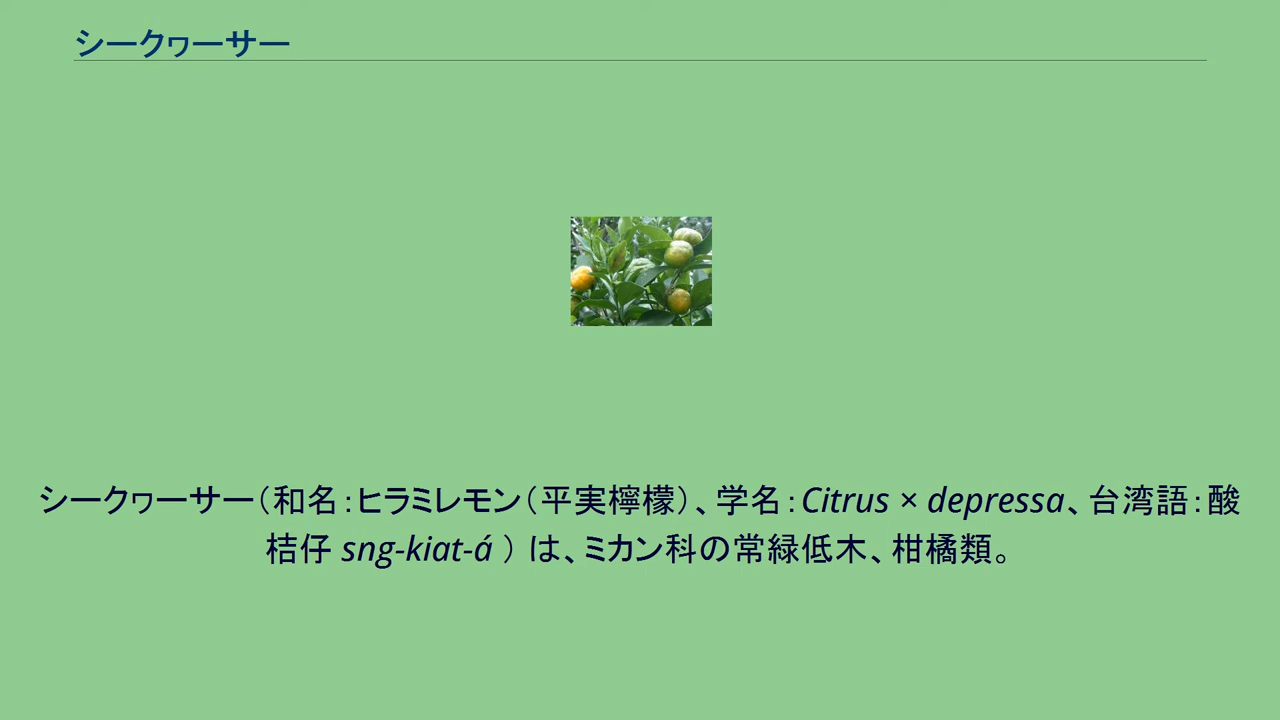 シークヮーサー
シークヮーサー（和名：ヒラミレモン（平実檸檬）、学名：Citrus × depressa、台湾語：酸
桔仔 sng-kiat-á ） は、ミカン科の常緑低木、柑橘類。